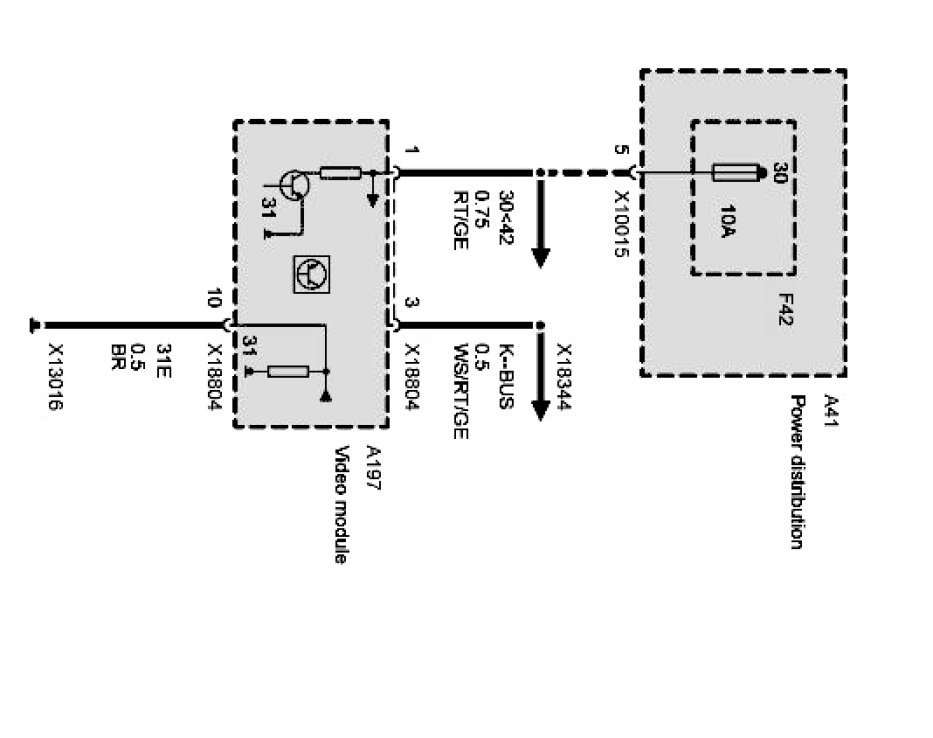 A41
Power distribution
F42
30
10A
5
X10015
30<42
0.75
RT/GE
X18344
K--BUS
0.5
WS/RT/GE
1
3
X18804
A197
Video module
31
31
10
X18804
31E
0.5
BR
X13016